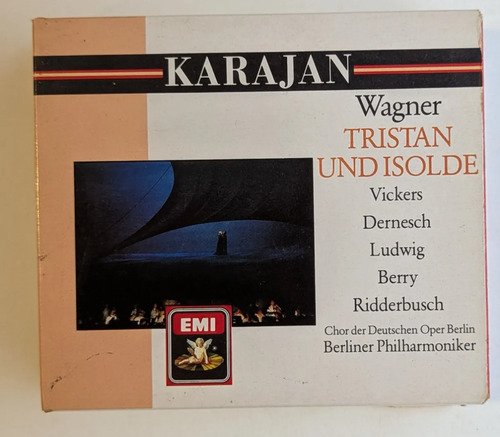 KARAJAN
Wagner
TRISTAN
UND ISOLDE
Vickers
Dernesch
Ludwig
Berry
Ridderbusch
Chor der Deutschen Oper Berlin
Berliner Philharmoniker
EMI